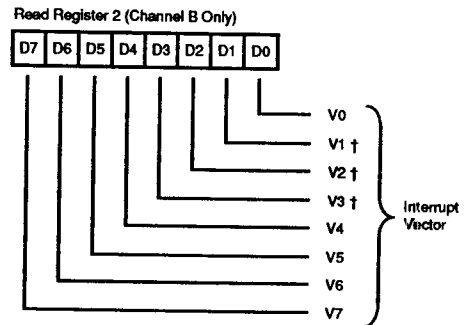 Read Register 2 (Channel B Only)
D7 D6 D5 D4 D3 D2 D1 D0
V0
V1 †
V2 †
V3 †
V4
V5
V6
V7
Interrupt
Vector